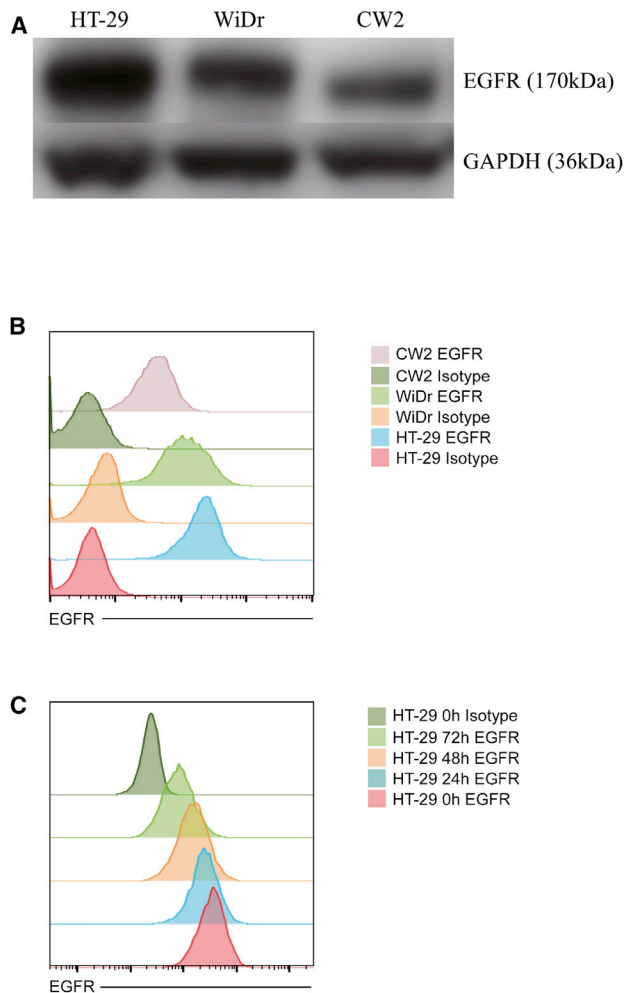 A
HT-29 WiDr CW2
EGFR (170kDa)
GAPDH (36kDa)
B
CW2 EGFR
CW2 Isotype
WiDr EGFR
WiDr Isotype
HT-29 EGFR
HT-29 Isotype
EGFR
C
HT-29 0h Isotype
HT-29 72h EGFR
HT-29 48h EGFR
HT-29 24h EGFR
HT-29 0h EGFR
EGFR